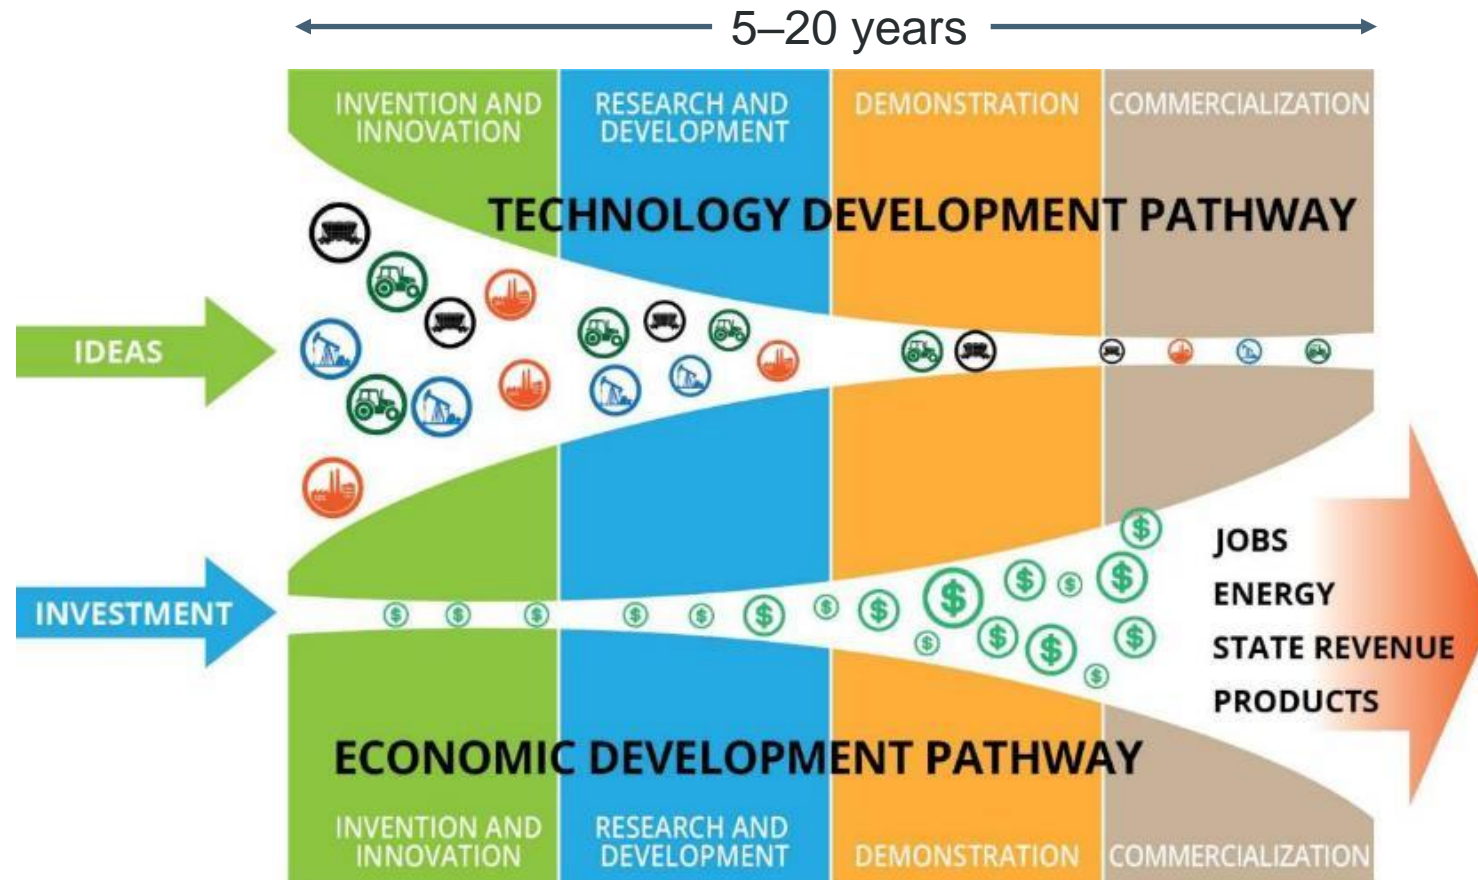 5–20 years
INVENTION AND
INNOVATION
RESEARCH AND
DEVELOPMENT
DEMONSTRATION
COMMERCIALIZATION
TECHNOLOGY DEVELOPMENT PATHWAY
IDEAS
INVESTMENT
$ $ $ $ $ $ $ $ $ $ $ $ $ $ $ $ $ $
JOBS
ENERGY
STATE REVENUE
PRODUCTS
ECONOMIC DEVELOPMENT PATHWAY
INVENTION AND
INNOVATION
RESEARCH AND
DEVELOPMENT
DEMONSTRATION
COMMERCIALIZATION